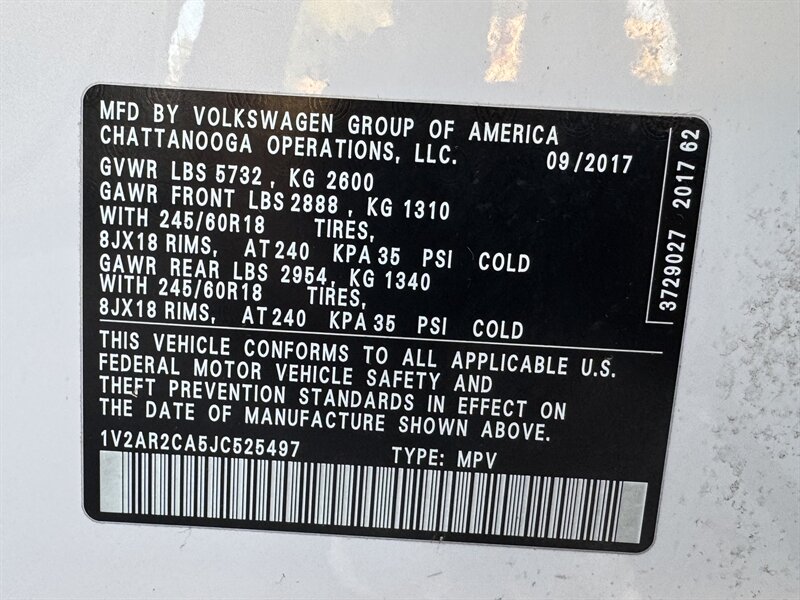 MFD BY VOLKSWAGEN GROUP OF AMERICA
CHATTANOOGA OPERATIONS, LLC. 09/2017
GVWR LBS 5732 , KG 2600
GAWR FRONT LBS 2888 , KG 1310
WITH 245/60R18 TIRES,
8JX18 RIMS, AT 240 KPA 35 PSI COLD
GAWR REAR LBS 2954, KG 1340
WITH 245/60R18 TIRES,
8JX18 RIMS, AT 240 KPA 35 PSI COLD
THIS VEHICLE CONFORMS TO ALL APPLICABLE U.S.
FEDERAL MOTOR VEHICLE SAFETY AND
THEFT PREVENTION STANDARDS IN EFFECT ON
THE DATE OF MANUFACTURE SHOWN ABOVE.
1V2AR2CA5JC525497 TYPE: MPV
3729027 2017 62